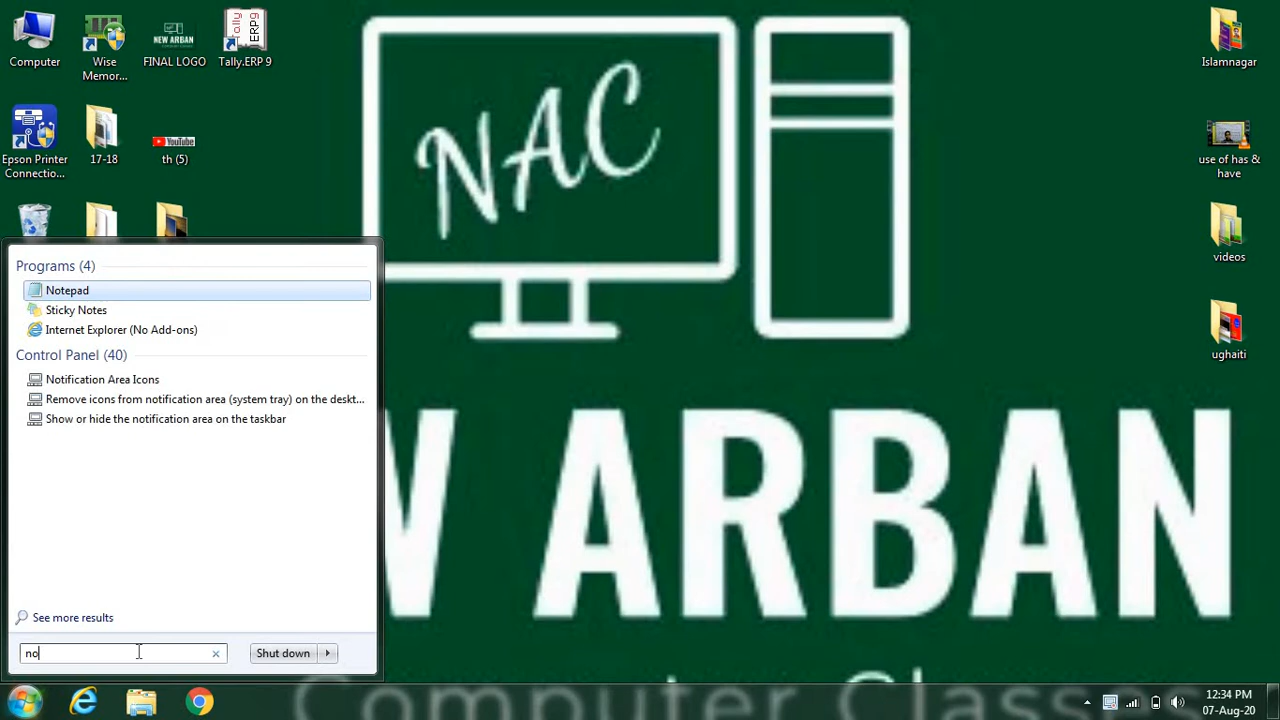 Computer
Wise
Memor...
FINAL LOGO
Tally.ERP 9
Tally
ERP9
NEW ARBAN
Epson Printer
Connectio...
17-18
YouTube
th (5)
Islamnagar
use of has &
have
videos
ughaiti
NAC
W ARBAN
Computer Class
Programs (4)
Notepad
Sticky Notes
Internet Explorer (No Add-ons)
Control Panel (40)
Notification Area Icons
Remove icons from notification area (system tray) on the deskt...
Show or hide the notification area on the taskbar
See more results
no
Shut down
12:34 PM
07-Aug-20